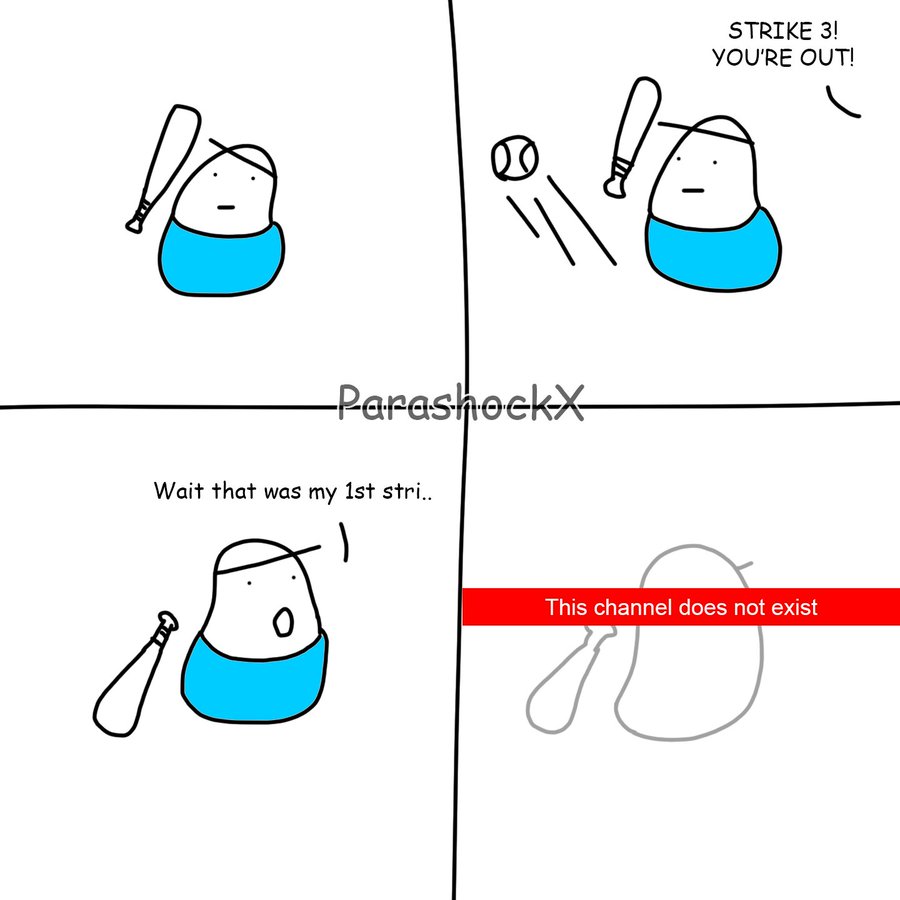 STRIKE 3!
YOU'RE OUT!
ParashockX
Wait that was my 1st stri..
This channel does not exist